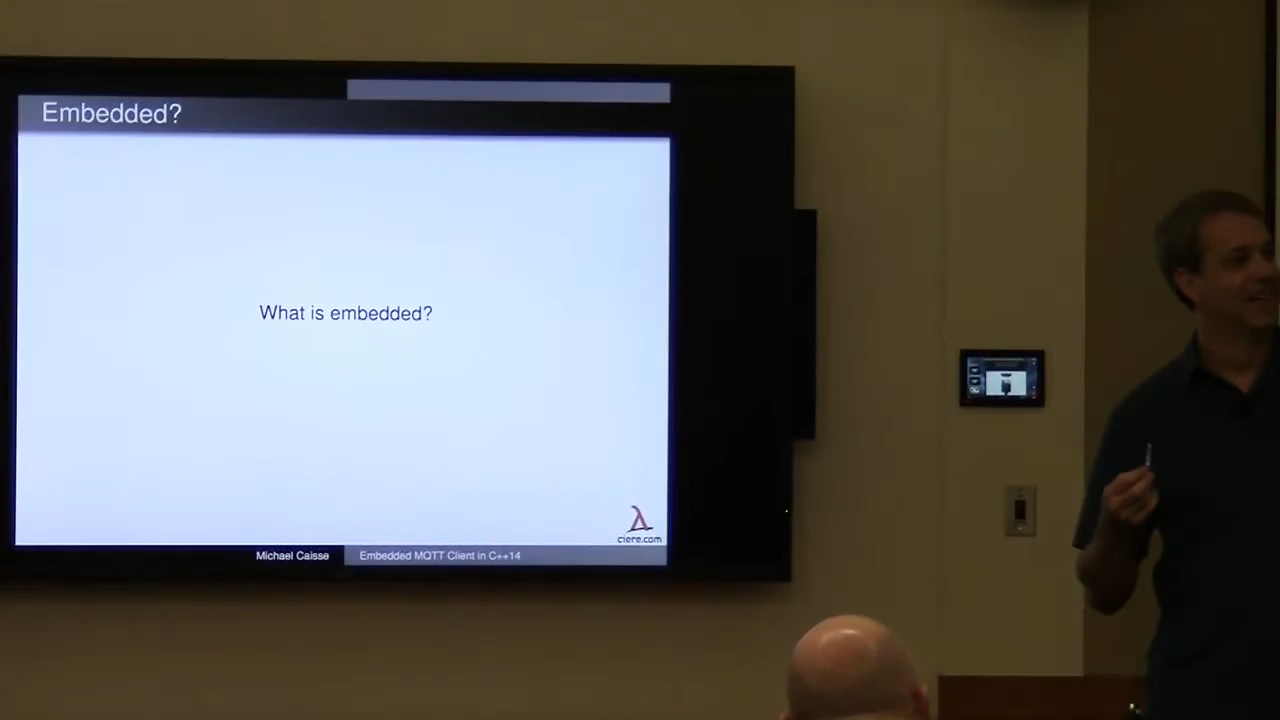 Embedded?
What is embedded?
ciere.com
Michael Caisse
Embedded MQTT Client in C++14